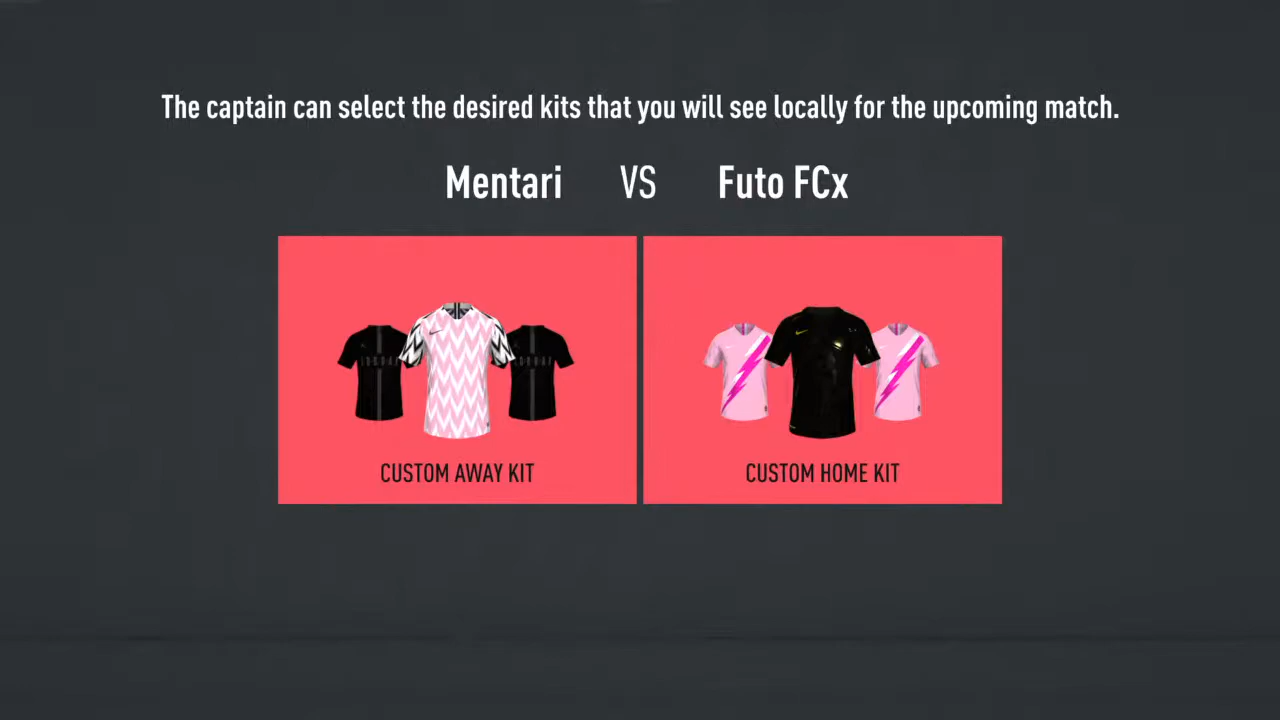 The captain can select the desired kits that you will see locally for the upcoming match.
Mentari VS Futo FCx
CUSTOM AWAY KIT
CUSTOM HOME KIT